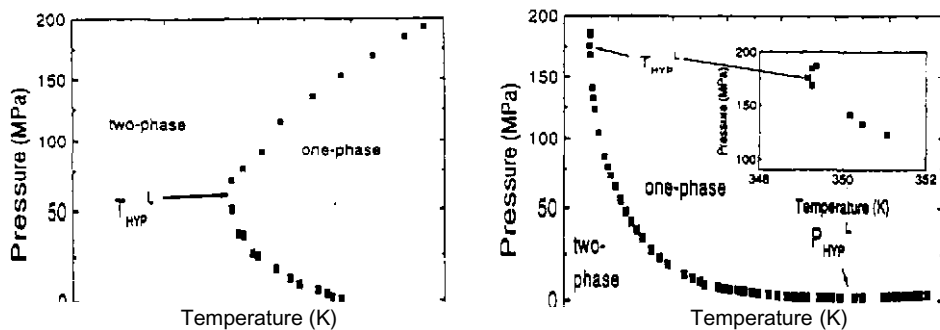 200
150
100
50
0
Pressure (MPa)
two-phase
one-phase
T_HYP^L
Temperature (K)
200
150
100
50
0
Pressure (MPa)
T_HYP^L
one-phase
two-
phase
P_HYP^L
Temperature (K)
200
150
100
Pressure (MPa)
348
350
352
Temperature (K)